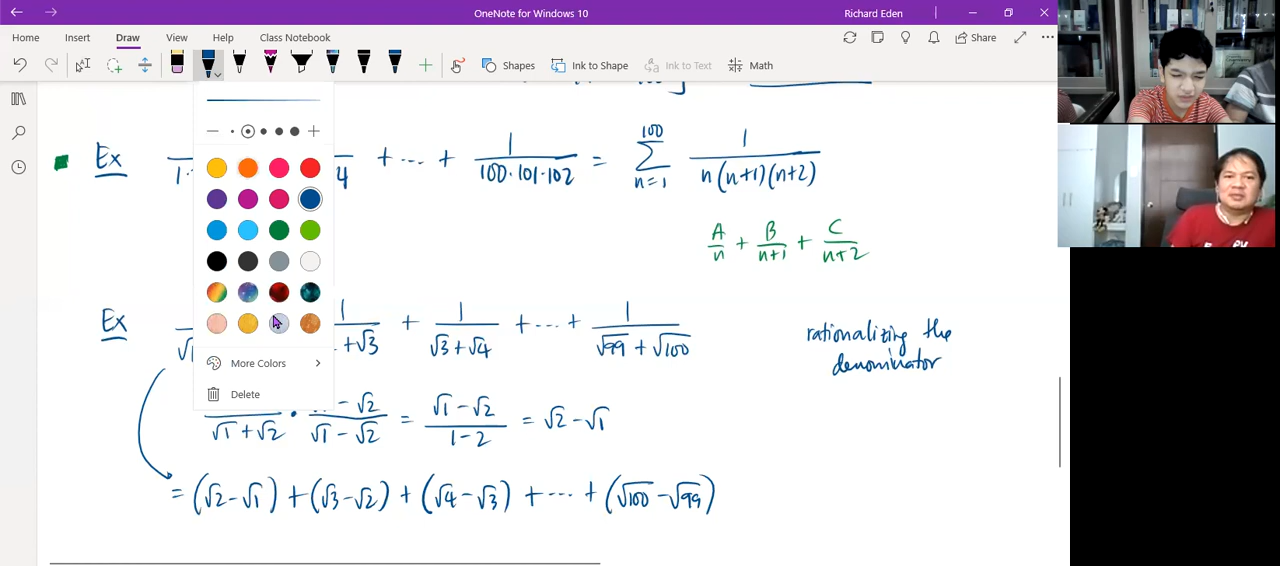 OneNote for Windows 10
Richard Eden
Home Insert Draw View Help Class Notebook
Share
Shapes Ink to Shape Ink to Text Math
Ex 1· 4 + ··· + 1/(100·101·102) = ∑_{n=1}^{100} 1/(n(n+1)(n+2))
A/n + B/(n+1) + C/(n+2)
Ex 1/( +√3) + 1/(√3+√4) + ··· + 1/(√99+√100)
rationalizing the
denominator
More Colors
Delete
/(√1+√2) · ( -√2)/(√1-√2) = (√1-√2)/(1-2) = √2-√1
= (√2-√1) + (√3-√2) + (√4-√3) + ··· + (√100-√99)